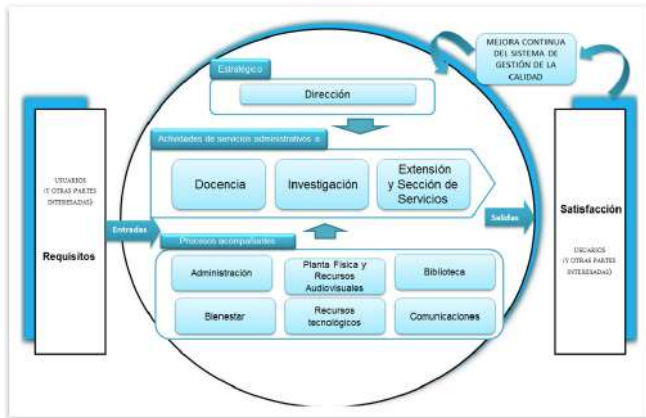 MEJORA CONTINUA
DEL SISTEMA DE
GESTIÓN DE LA
CALIDAD
Estratégico
Dirección
Actividades de servicios administrativos a
Docencia
Investigación
Extensión
y Sección de
Servicios
USUARIOS
(Y OTRAS PARTES
INTERESADAS)
Requisitos
Entradas
Salidas
Satisfacción
USUARIOS
(Y OTRAS PARTES
INTERESADAS)
Procesos acompañantes
Administración
Planta Física y
Recursos
Audiovisuales
Biblioteca
Bienestar
Recursos
tecnológicos
Comunicaciones